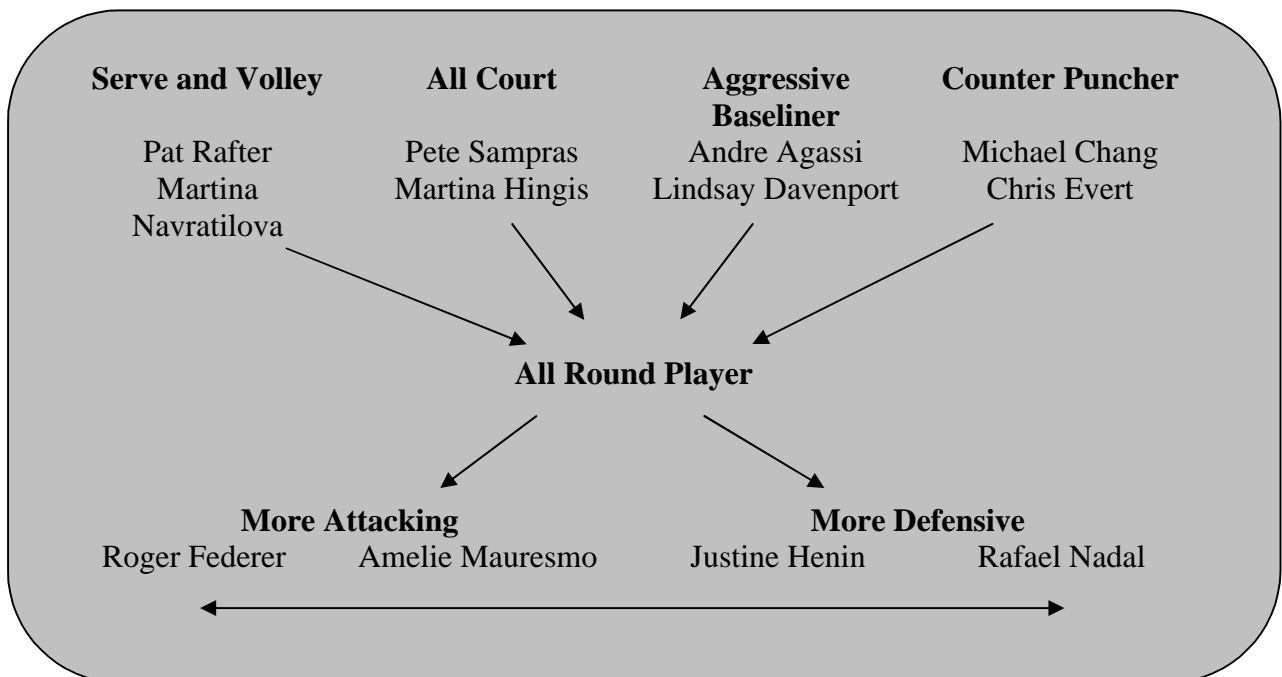 Serve and Volley
Pat Rafter
Martina
Navratilova
All Court
Pete Sampras
Martina Hingis
Aggressive
Baseliner
Andre Agassi
Lindsay Davenport
Counter Puncher
Michael Chang
Chris Evert
All Round Player
More Attacking
Roger Federer
Amelie Mauresmo
More Defensive
Justine Henin
Rafael Nadal